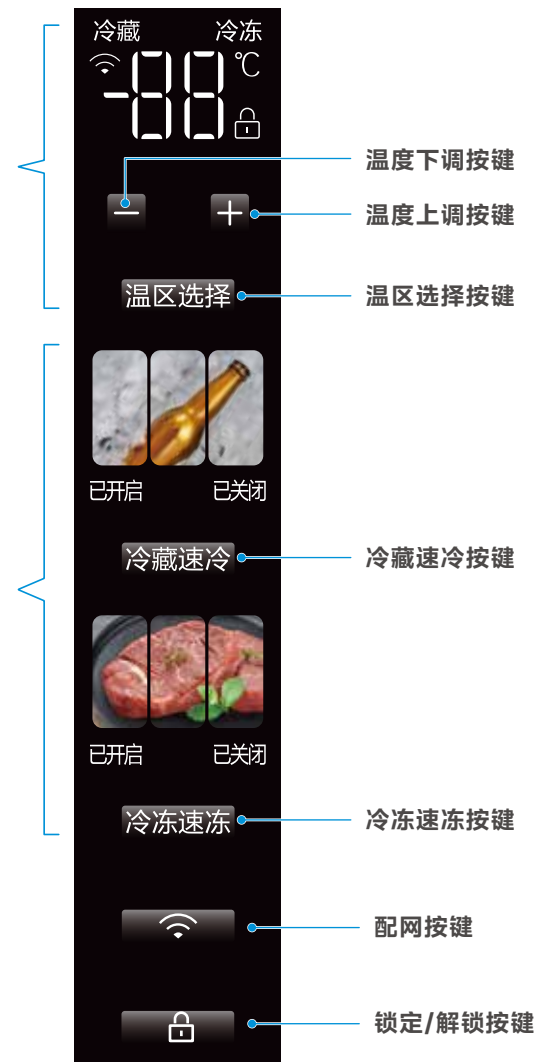 冷藏 冷冻
-88 ℃
温度下调按键
温度上调按键
温区选择 温区选择按键
已开启 已关闭
冷藏速冷 冷藏速冷按键
已开启 已关闭
冷冻速冻 冷冻速冻按键
配网按键
锁定/解锁按键